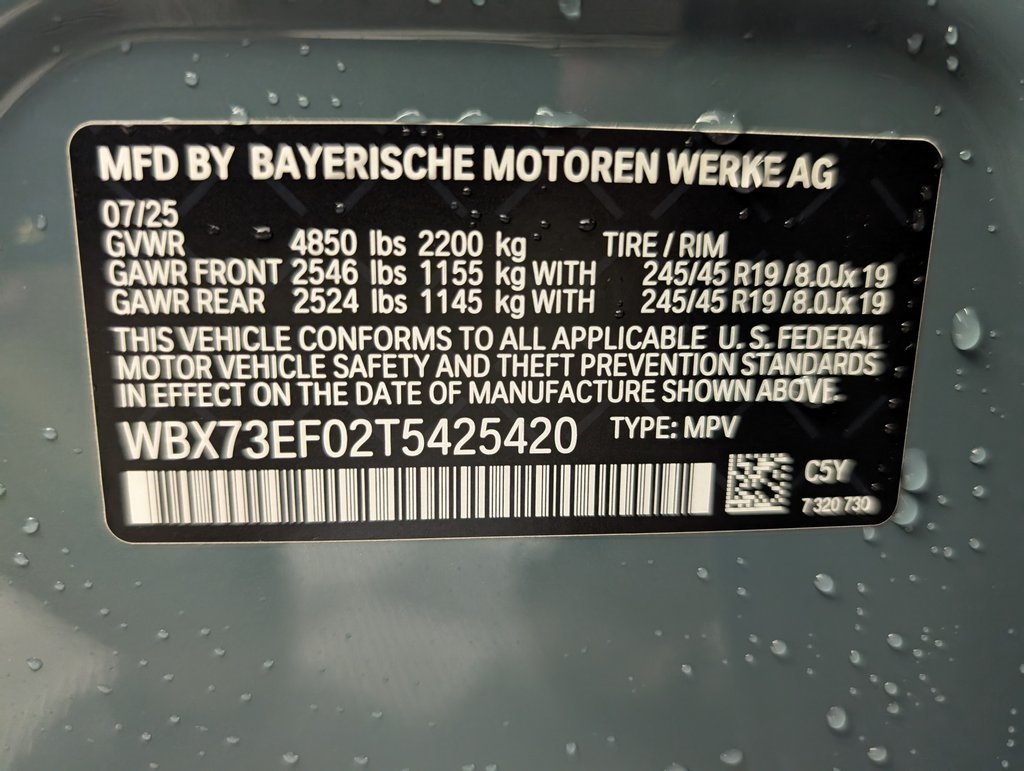 MFD BY BAYERISCHE MOTOREN WERKE AG
07/25
GVWR 4850 lbs 2200 kg TIRE / RIM
GAWR FRONT 2546 lbs 1155 kg WITH 245/45 R19/8.0Jx19
GAWR REAR 2524 lbs 1145 kg WITH 245/45 R19/8.0Jx19
THIS VEHICLE CONFORMS TO ALL APPLICABLE U. S. FEDERAL
MOTOR VEHICLE SAFETY AND THEFT PREVENTION STANDARDS
IN EFFECT ON THE DATE OF MANUFACTURE SHOWN ABOVE.
WBX73EF02T5425420 TYPE: MPV
C5Y
7 320 730